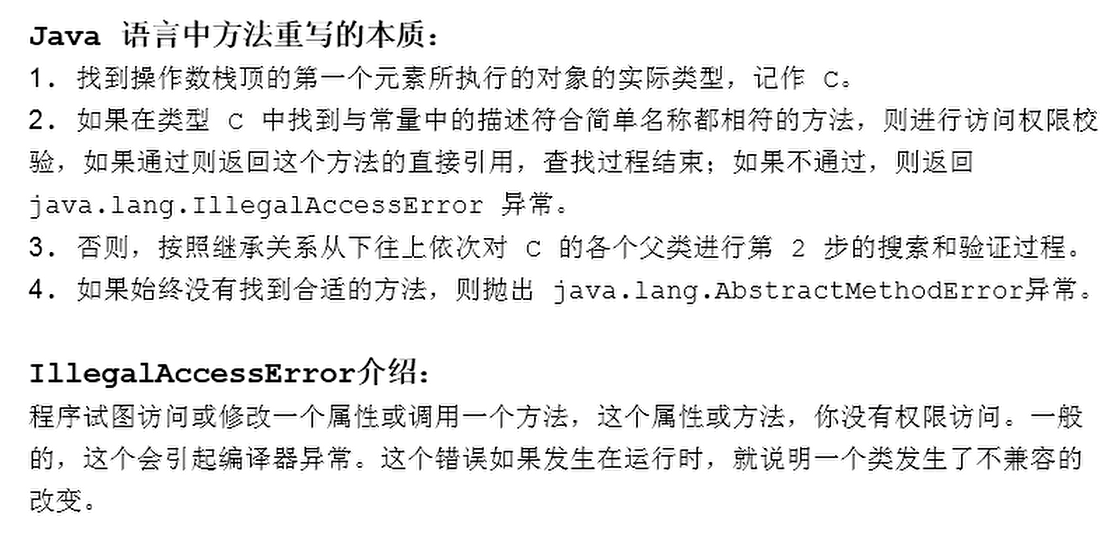 Java 语言中方法重写的本质：
1. 找到操作数栈顶的第一个元素所执行的对象的实际类型，记作 C。
2. 如果在类型 C 中找到与常量中的描述符合简单名称都相符的方法，则进行访问权限校
验，如果通过则返回这个方法的直接引用，查找过程结束；如果不通过，则返回
java.lang.IllegalAccessError 异常。
3. 否则，按照继承关系从下往上依次对 C 的各个父类进行第 2 步的搜索和验证过程。
4. 如果始终没有找到合适的方法，则抛出 java.lang.AbstractMethodError异常。
IllegalAccessError介绍：
程序试图访问或修改一个属性或调用一个方法，这个属性或方法，你没有权限访问。一般
的，这个会引起编译器异常。这个错误如果发生在运行时，就说明一个类发生了不兼容的
改变。